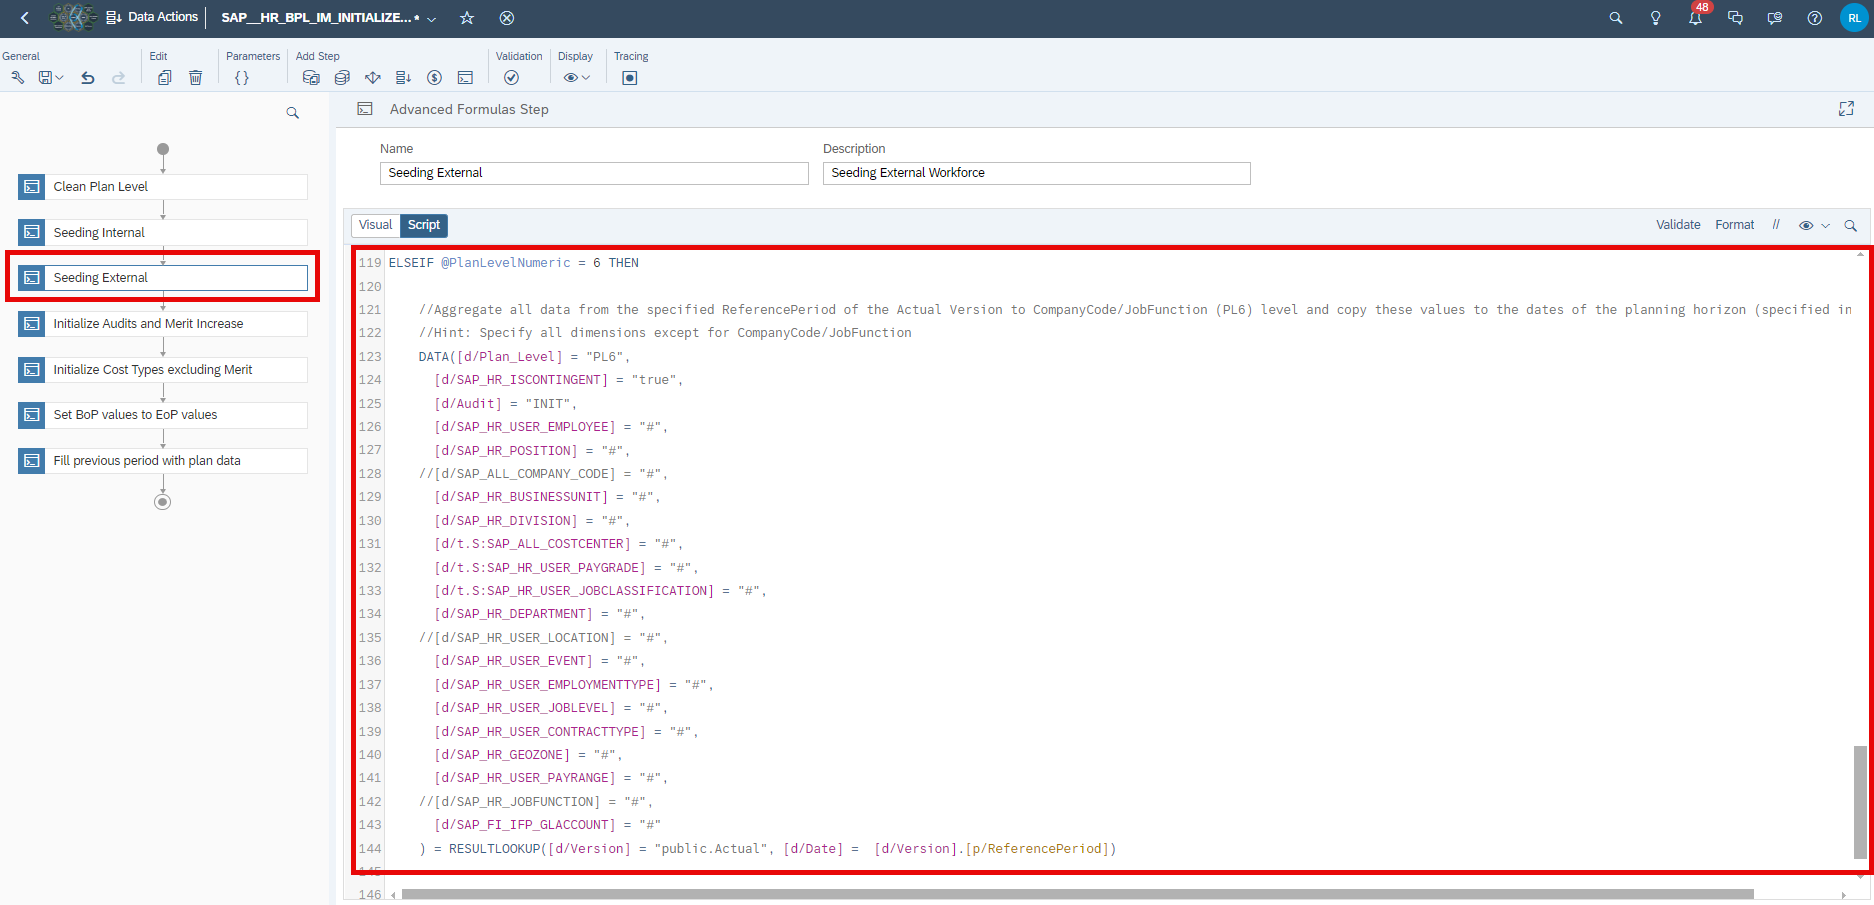 Data Actions
SAP__HR_BPL_IM_INITIALIZE... *
48
RL
General
Edit
Parameters
Add Step
Validation
Display
Tracing
Advanced Formulas Step
Name
Description
Seeding External
Seeding External Workforce
Clean Plan Level
Seeding Internal
Seeding External
Initialize Audits and Merit Increase
Initialize Cost Types excluding Merit
Set BoP values to EoP values
Fill previous period with plan data
Visual Script
Validate Format //
119 ELSEIF @PlanLevelNumeric = 6 THEN
120
121 //Aggregate all data from the specified ReferencePeriod of the Actual Version to CompanyCode/JobFunction (PL6) level and copy these values to the dates of the planning horizon (specified in
122 //Hint: Specify all dimensions except for CompanyCode/JobFunction
123 DATA([d/Plan_Level] = "PL6",
124 [d/SAP_HR_ISCONTINGENT] = "true",
125 [d/Audit] = "INIT",
126 [d/SAP_HR_USER_EMPLOYEE] = "#",
127 [d/SAP_HR_POSITION] = "#",
128 //[d/SAP_ALL_COMPANY_CODE] = "#",
129 [d/SAP_HR_BUSINESSUNIT] = "#",
130 [d/SAP_HR_DIVISION] = "#",
131 [d/t.S:SAP_ALL_COSTCENTER] = "#",
132 [d/t.S:SAP_HR_USER_PAYGRADE] = "#",
133 [d/t.S:SAP_HR_USER_JOBCLASSIFICATION] = "#",
134 [d/SAP_HR_DEPARTMENT] = "#",
135 //[d/SAP_HR_USER_LOCATION] = "#",
136 [d/SAP_HR_USER_EVENT] = "#",
137 [d/SAP_HR_USER_EMPLOYMENTTYPE] = "#",
138 [d/SAP_HR_USER_JOBLEVEL] = "#",
139 [d/SAP_HR_USER_CONTRACTTYPE] = "#",
140 [d/SAP_HR_GEOZONE] = "#",
141 [d/SAP_HR_USER_PAYRANGE] = "#",
142 //[d/SAP_HR_JOBFUNCTION] = "#",
143 [d/SAP_FI_IFP_GLACCOUNT] = "#"
144 ) = RESULTLOOKUP([d/Version] = "public.Actual", [d/Date] = [d/Version].[p/ReferencePeriod])
145
146